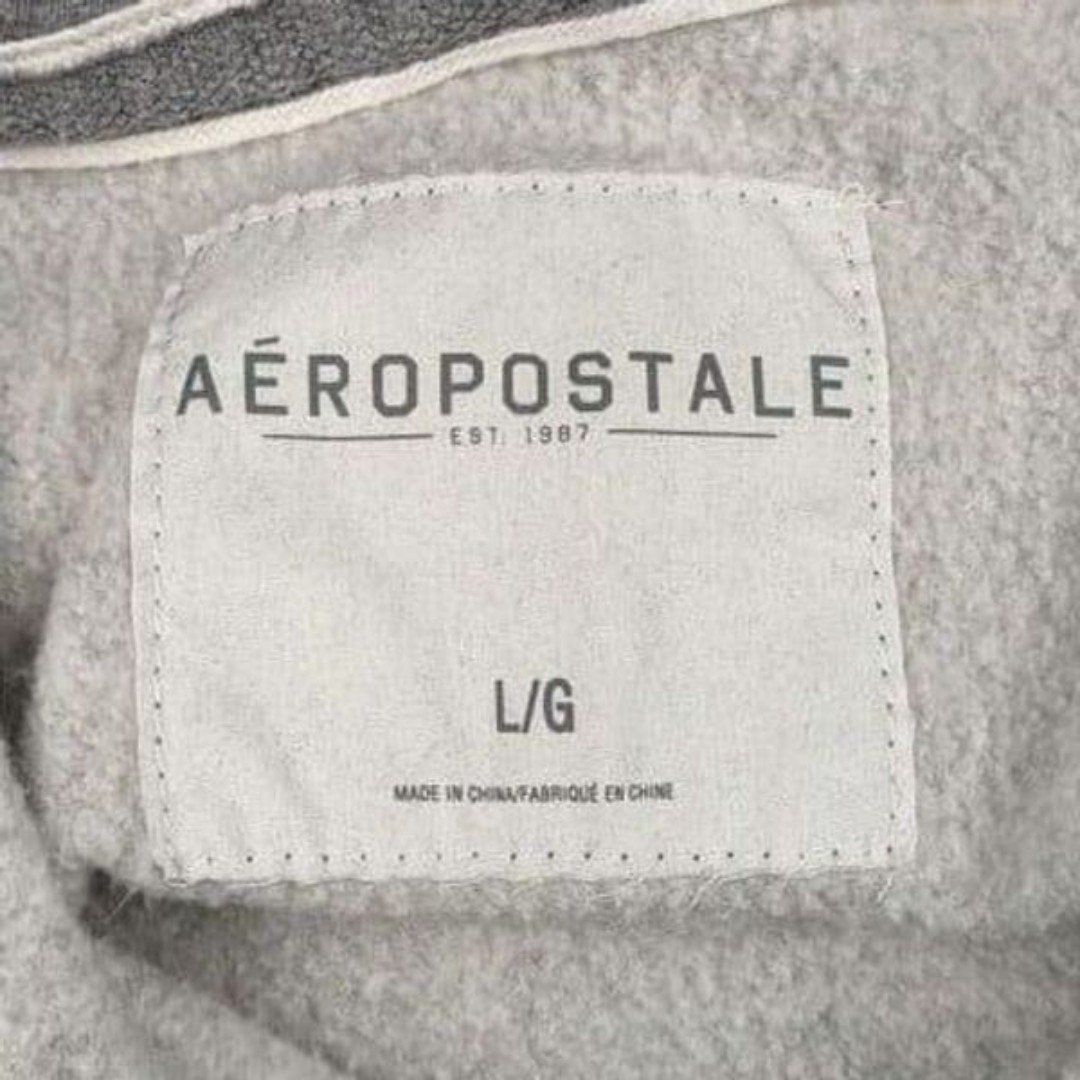 AÉROPOSTALE
EST. 1987
L/G
MADE IN CHINA/FABRIQUÉ EN CHINE